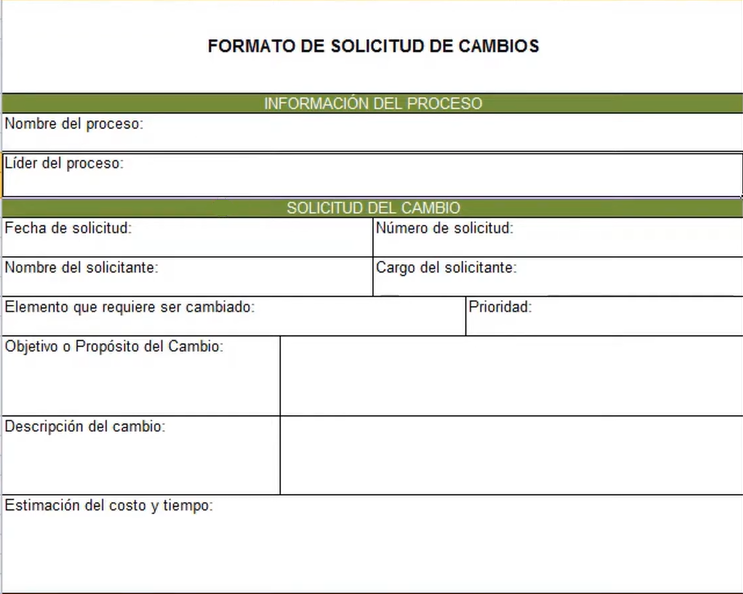 FORMATO DE SOLICITUD DE CAMBIOS
INFORMACIÓN DEL PROCESO
Nombre del proceso:
Líder del proceso:
SOLICITUD DEL CAMBIO
Fecha de solicitud:
Número de solicitud:
Nombre del solicitante:
Cargo del solicitante:
Elemento que requiere ser cambiado:
Prioridad:
Objetivo o Propósito del Cambio:
Descripción del cambio:
Estimación del costo y tiempo: